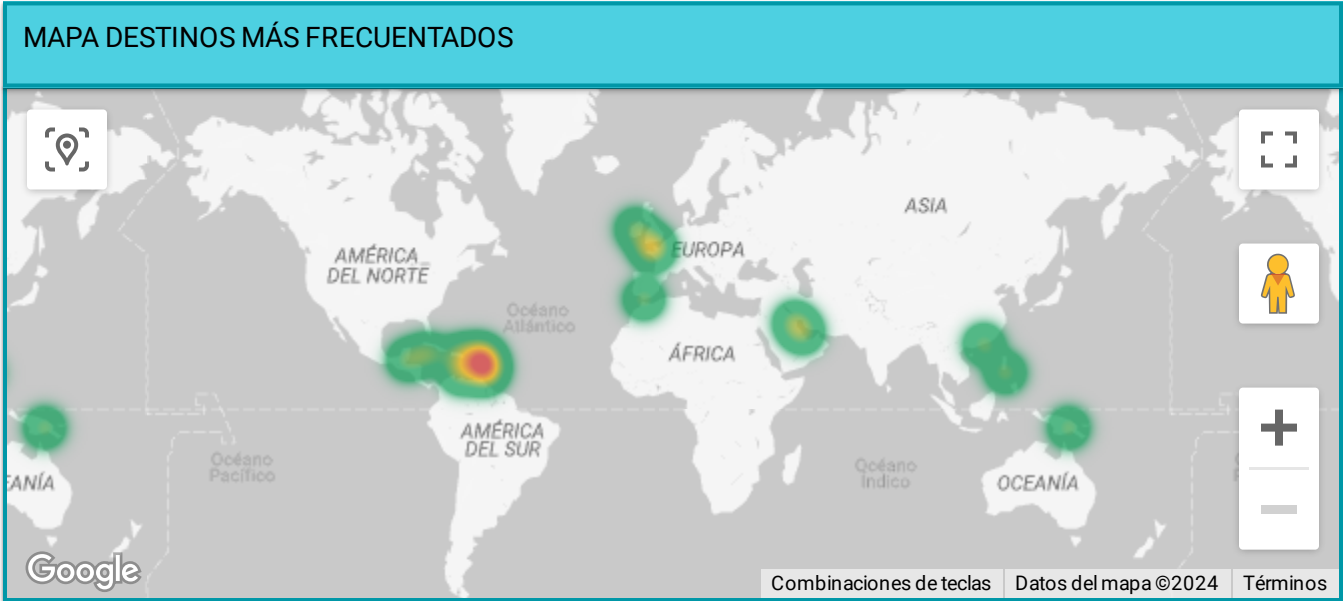 MAPA DESTINOS MÁS FRECUENTADOS
ASIA
EUROPA
AMÉRICA
DEL NORTE
Océano
Atlántico
ÁFRICA
AMÉRICA
DEL SUR
Océano
Pacífico
Océano
Índico
OCEANÍA
EANÍA
Google
Combinaciones de teclas
Datos del mapa ©2024
Términos